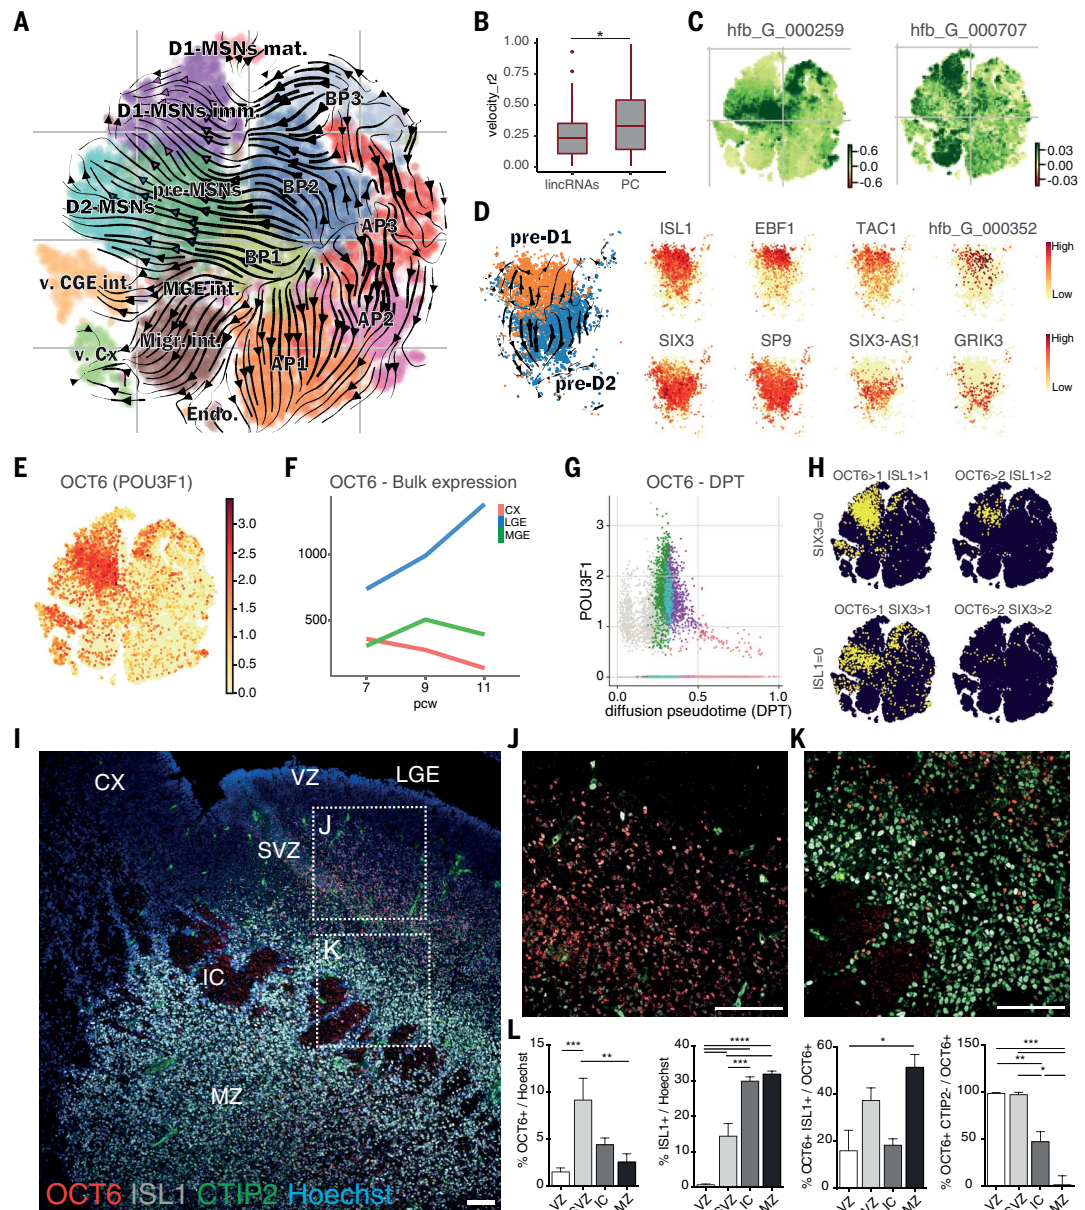 A
D1-MSNs mat.
D1-MSNs imm.
BP3
pre-MSNs
BP2
D2-MSNs
AP3
BP1
v. CGE int.
MGE int.
AP2
Migr. int.
v. Cx
AP1
Endo.
B
*
velocity_r2
1.00
0.75
0.50
0.25
0.00
lincRNAs PC
C
hfb_G_000259
hfb_G_000707
0.6
0.0
-0.6
0.03
0.00
-0.03
D
pre-D1
pre-D2
ISL1 EBF1 TAC1 hfb_G_000352
High
Low
SIX3 SP9 SIX3-AS1 GRIK3
High
Low
E
OCT6 (POU3F1)
3.0
2.5
2.0
1.5
1.0
0.5
0.0
F
OCT6 - Bulk expression
CX
LGE
MGE
1000
500
7 9 11
pcw
G
OCT6 - DPT
POU3F1
3
2
1
0
0.0 0.5 1.0
diffusion pseudotime (DPT)
H
OCT6>1 ISL1>1 OCT6>2 ISL1>2
SIX3=0
OCT6>1 SIX3>1 OCT6>2 SIX3>2
ISL1=0
I
CX
VZ
LGE
J
SVZ
K
IC
MZ
OCT6 ISL1 CTIP2 Hoechst
J
K
L
% OCT6+ / Hoechst
15
10
5
0
***
**
VZ SVZ IC MZ
% ISL1+ / Hoechst
40
30
20
10
0
****
***
VZ SVZ IC MZ
% OCT6+ ISL1+ / OCT6+
60
40
20
0
*
VZ SVZ IC MZ
% OCT6+ CTIP2- / OCT6+
150
100
50
0
***
**
*
VZ SVZ IC MZ